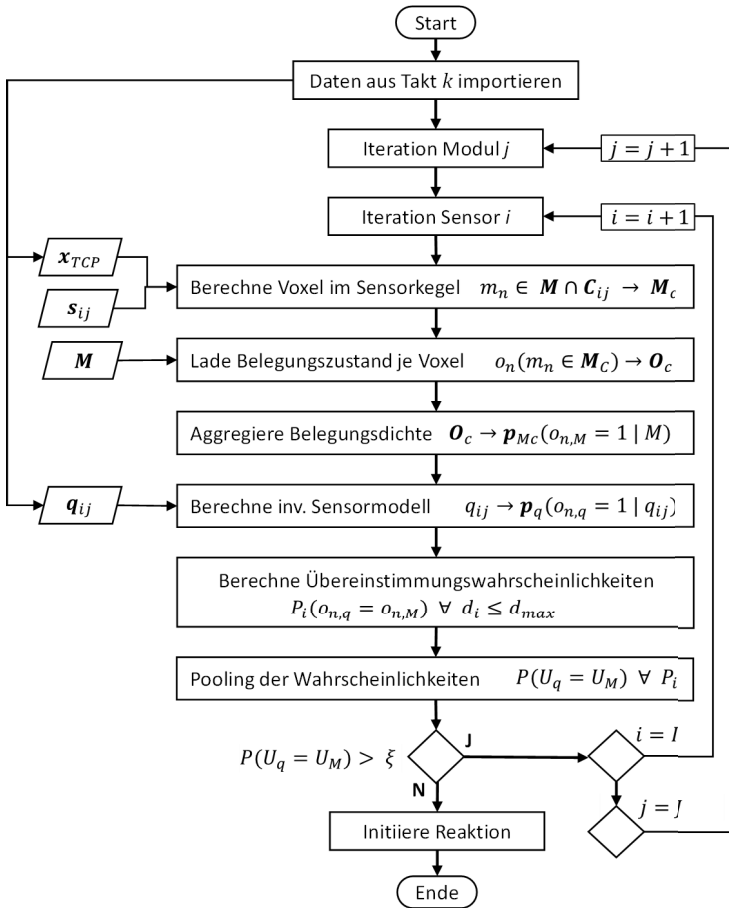 Start
Daten aus Takt k importieren
Iteration Modul j
j = j + 1
Iteration Sensor i
i = i + 1
x_TCP
s_ij
Berechne Voxel im Sensorkegel m_n ∈ M ∩ C_ij → M_c
M
Lade Belegungszustand je Voxel o_n(m_n ∈ M_C) → O_c
Aggregiere Belegungsdichte O_c → p_Mc(o_n,M = 1 | M)
q_ij
Berechne inv. Sensormodell q_ij → p_q(o_n,q = 1 | q_ij)
Berechne Übereinstimmungswahrscheinlichkeiten
P_i(o_n,q = o_n,M) ∀ d_i ≤ d_max
Pooling der Wahrscheinlichkeiten P(U_q = U_M) ∀ P_i
P(U_q = U_M) > ξ
J
i = I
N
j = J
Initiiere Reaktion
Ende